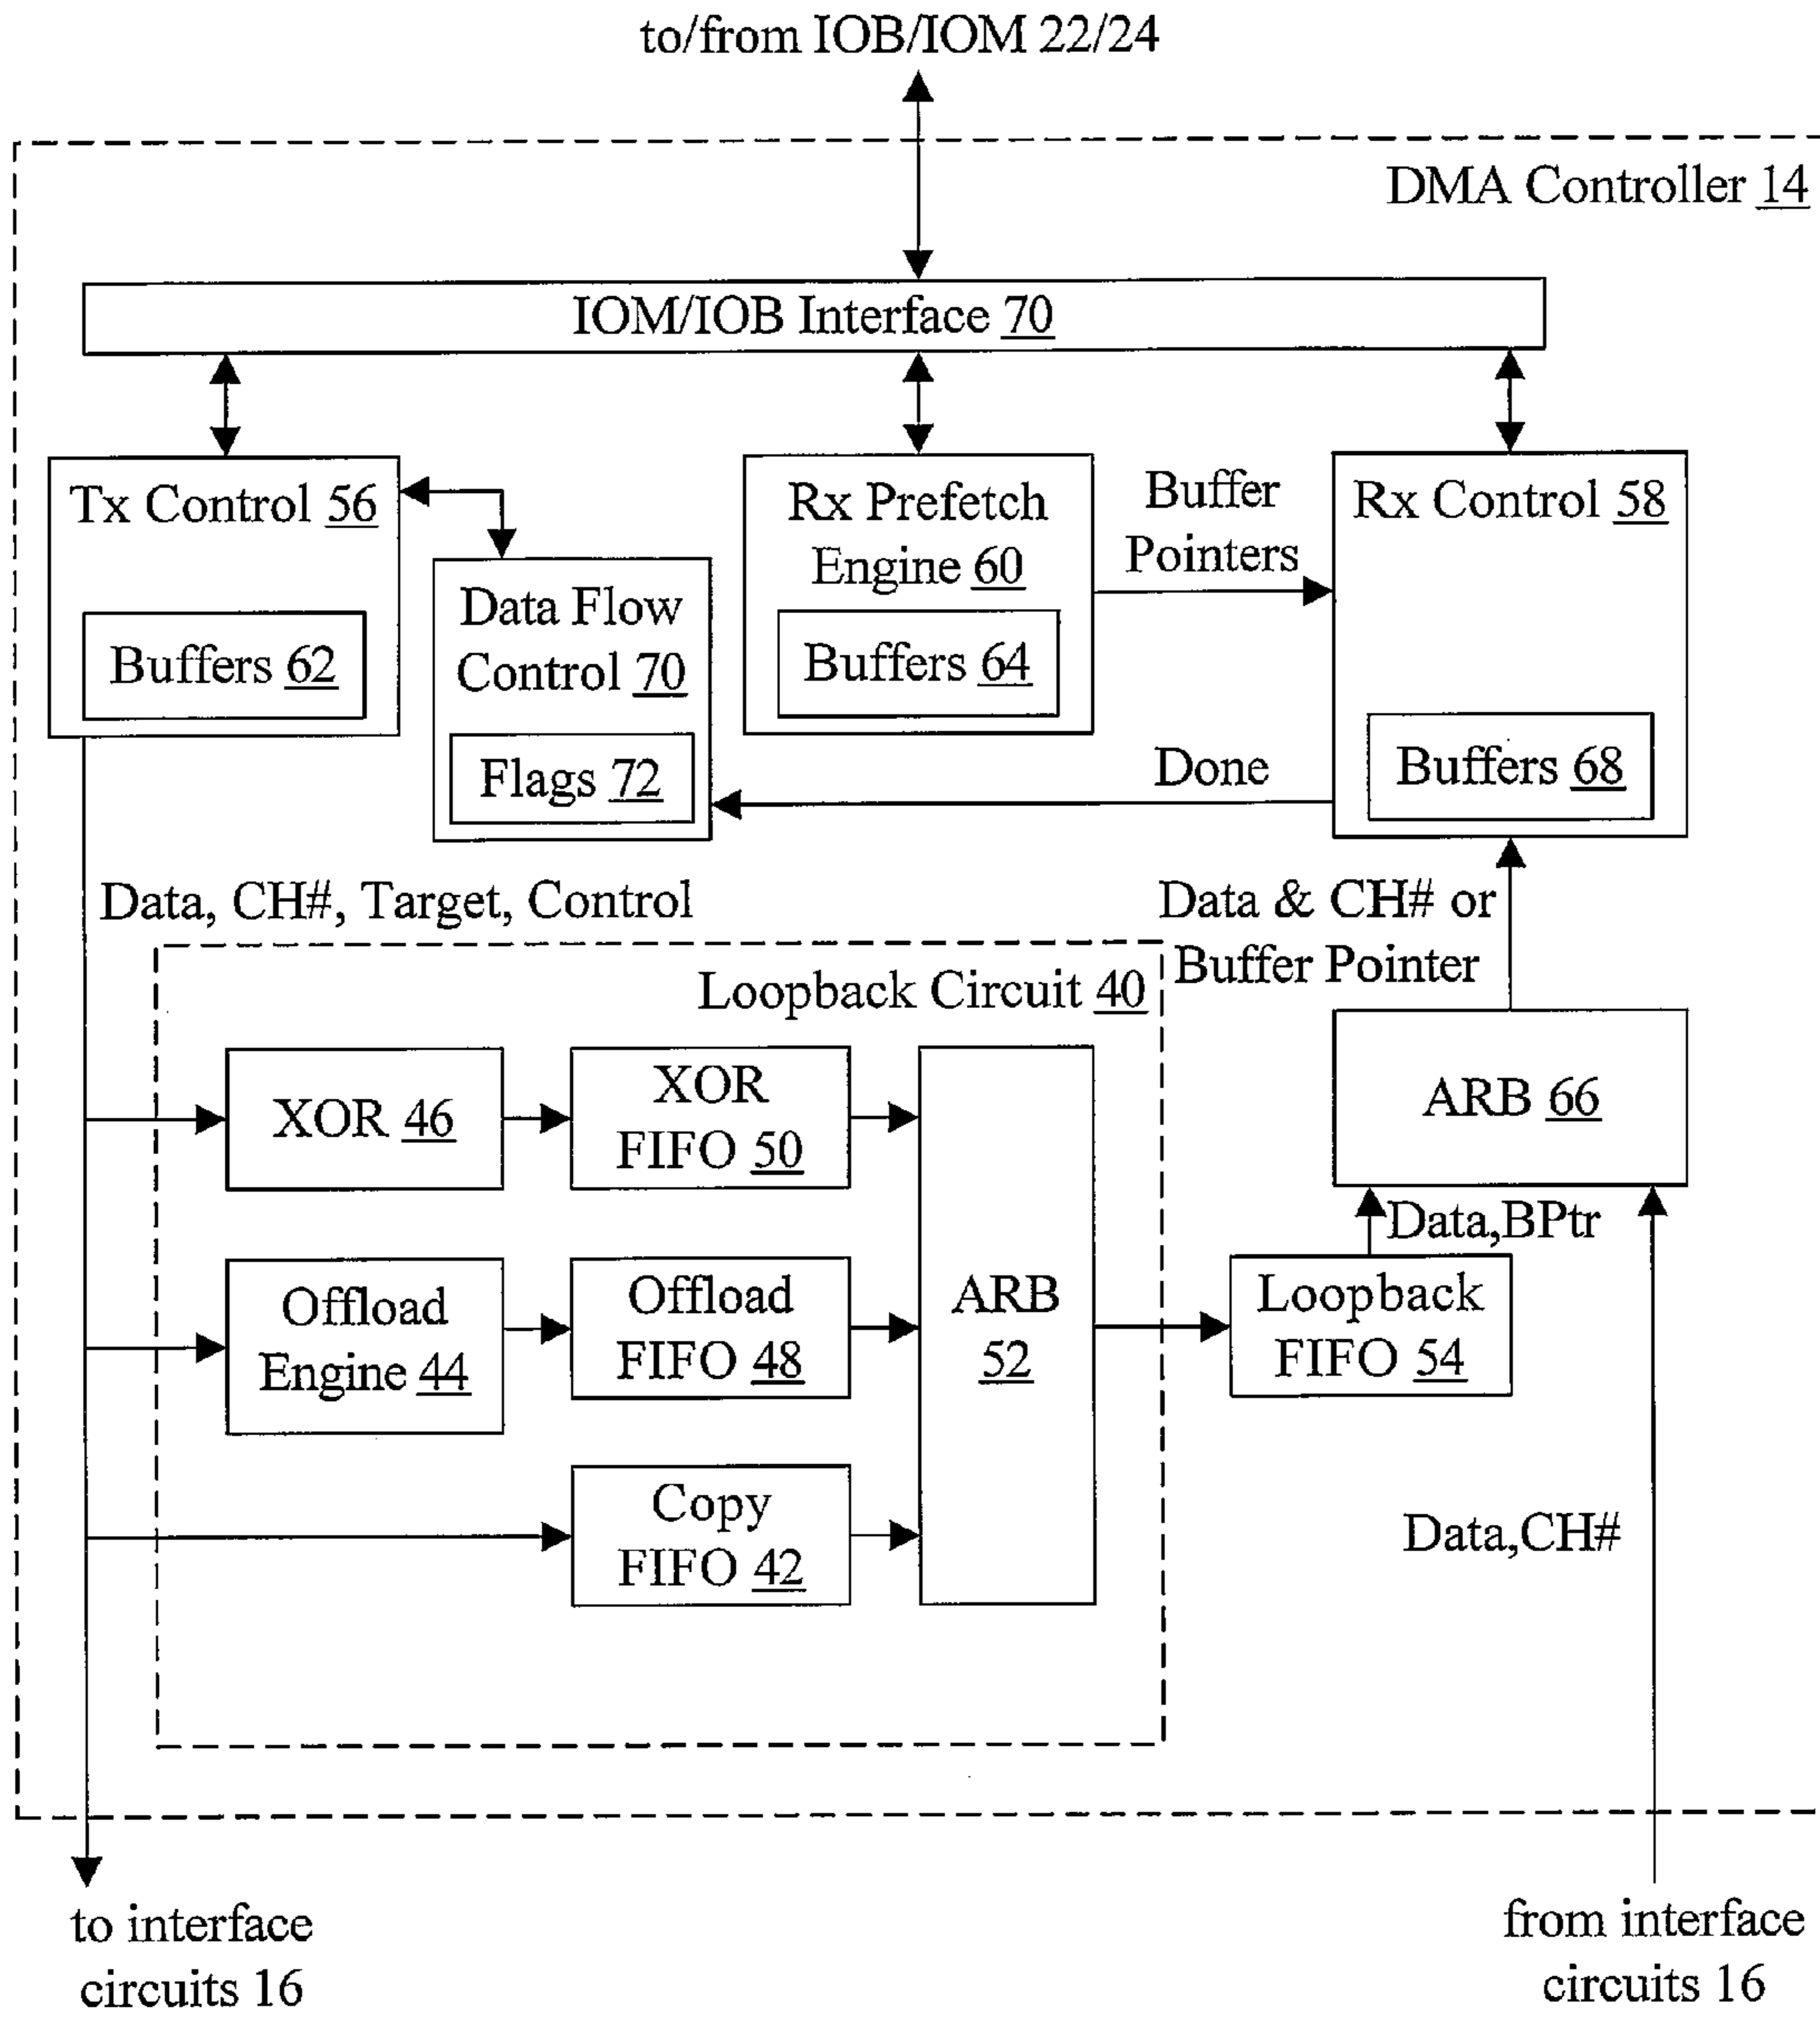 to/from IOB/IOM 22/24
DMA Controller 14
IOM/IOB Interface 70
Tx Control 56
Buffers 62
Data Flow
Control 70
Flags 72
Rx Prefetch
Engine 60
Buffers 64
Buffer
Pointers
Rx Control 58
Buffers 68
Done
Data, CH#, Target, Control
Data & CH# or
Buffer Pointer
Loopback Circuit 40
XOR 46
XOR
FIFO 50
Offload
Engine 44
Offload
FIFO 48
Copy
FIFO 42
ARB
52
Loopback
FIFO 54
Data,BPtr
ARB 66
Data,CH#
to interface
circuits 16
from interface
circuits 16